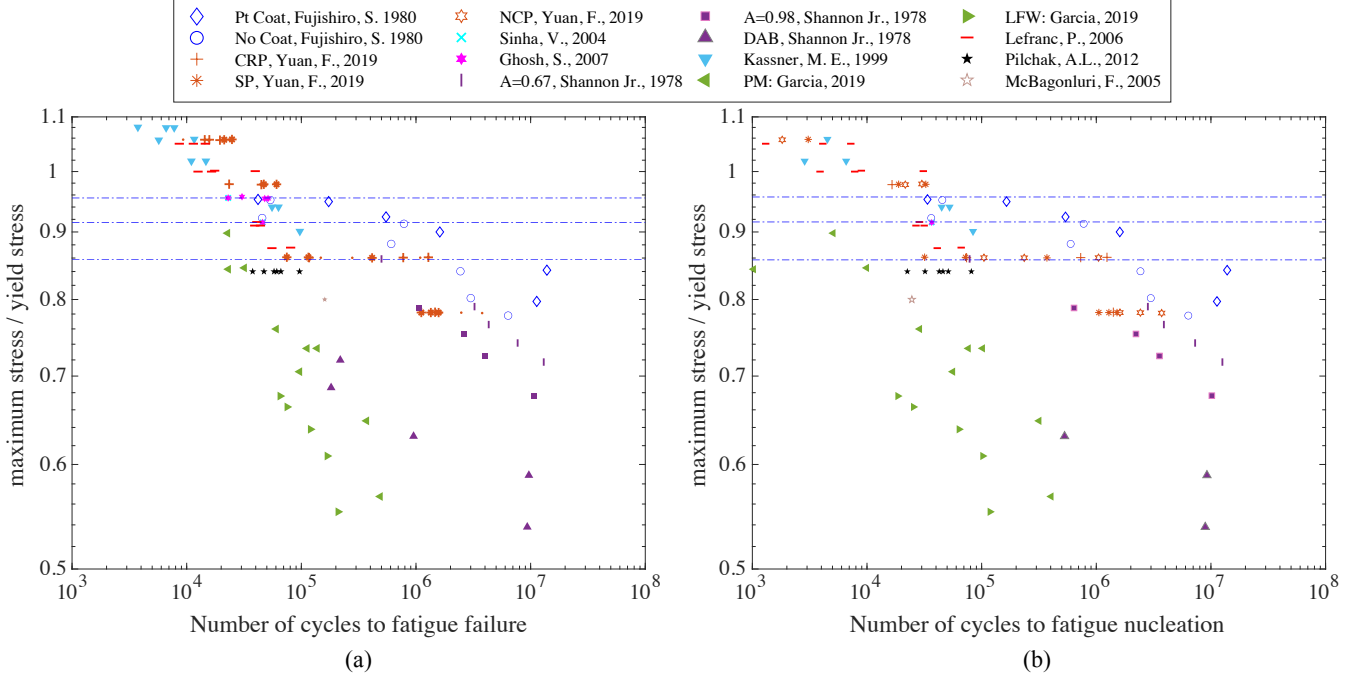 Pt Coat, Fujishiro, S. 1980
No Coat, Fujishiro, S. 1980
CRP, Yuan, F., 2019
SP, Yuan, F., 2019
NCP, Yuan, F., 2019
Sinha, V., 2004
Ghosh, S., 2007
A=0.67, Shannon Jr., 1978
A=0.98, Shannon Jr., 1978
DAB, Shannon Jr., 1978
Kassner, M. E., 1999
PM: Garcia, 2019
LFW: Garcia, 2019
Lefranc, P., 2006
Pilchak, A.L., 2012
McBagonluri, F., 2005
maximum stress / yield stress
1.1
1
0.9
0.8
0.7
0.6
0.5
10³ 10⁴ 10⁵ 10⁶ 10⁷ 10⁸
Number of cycles to fatigue failure
(a)
maximum stress / yield stress
1.1
1
0.9
0.8
0.7
0.6
0.5
10³ 10⁴ 10⁵ 10⁶ 10⁷ 10⁸
Number of cycles to fatigue nucleation
(b)